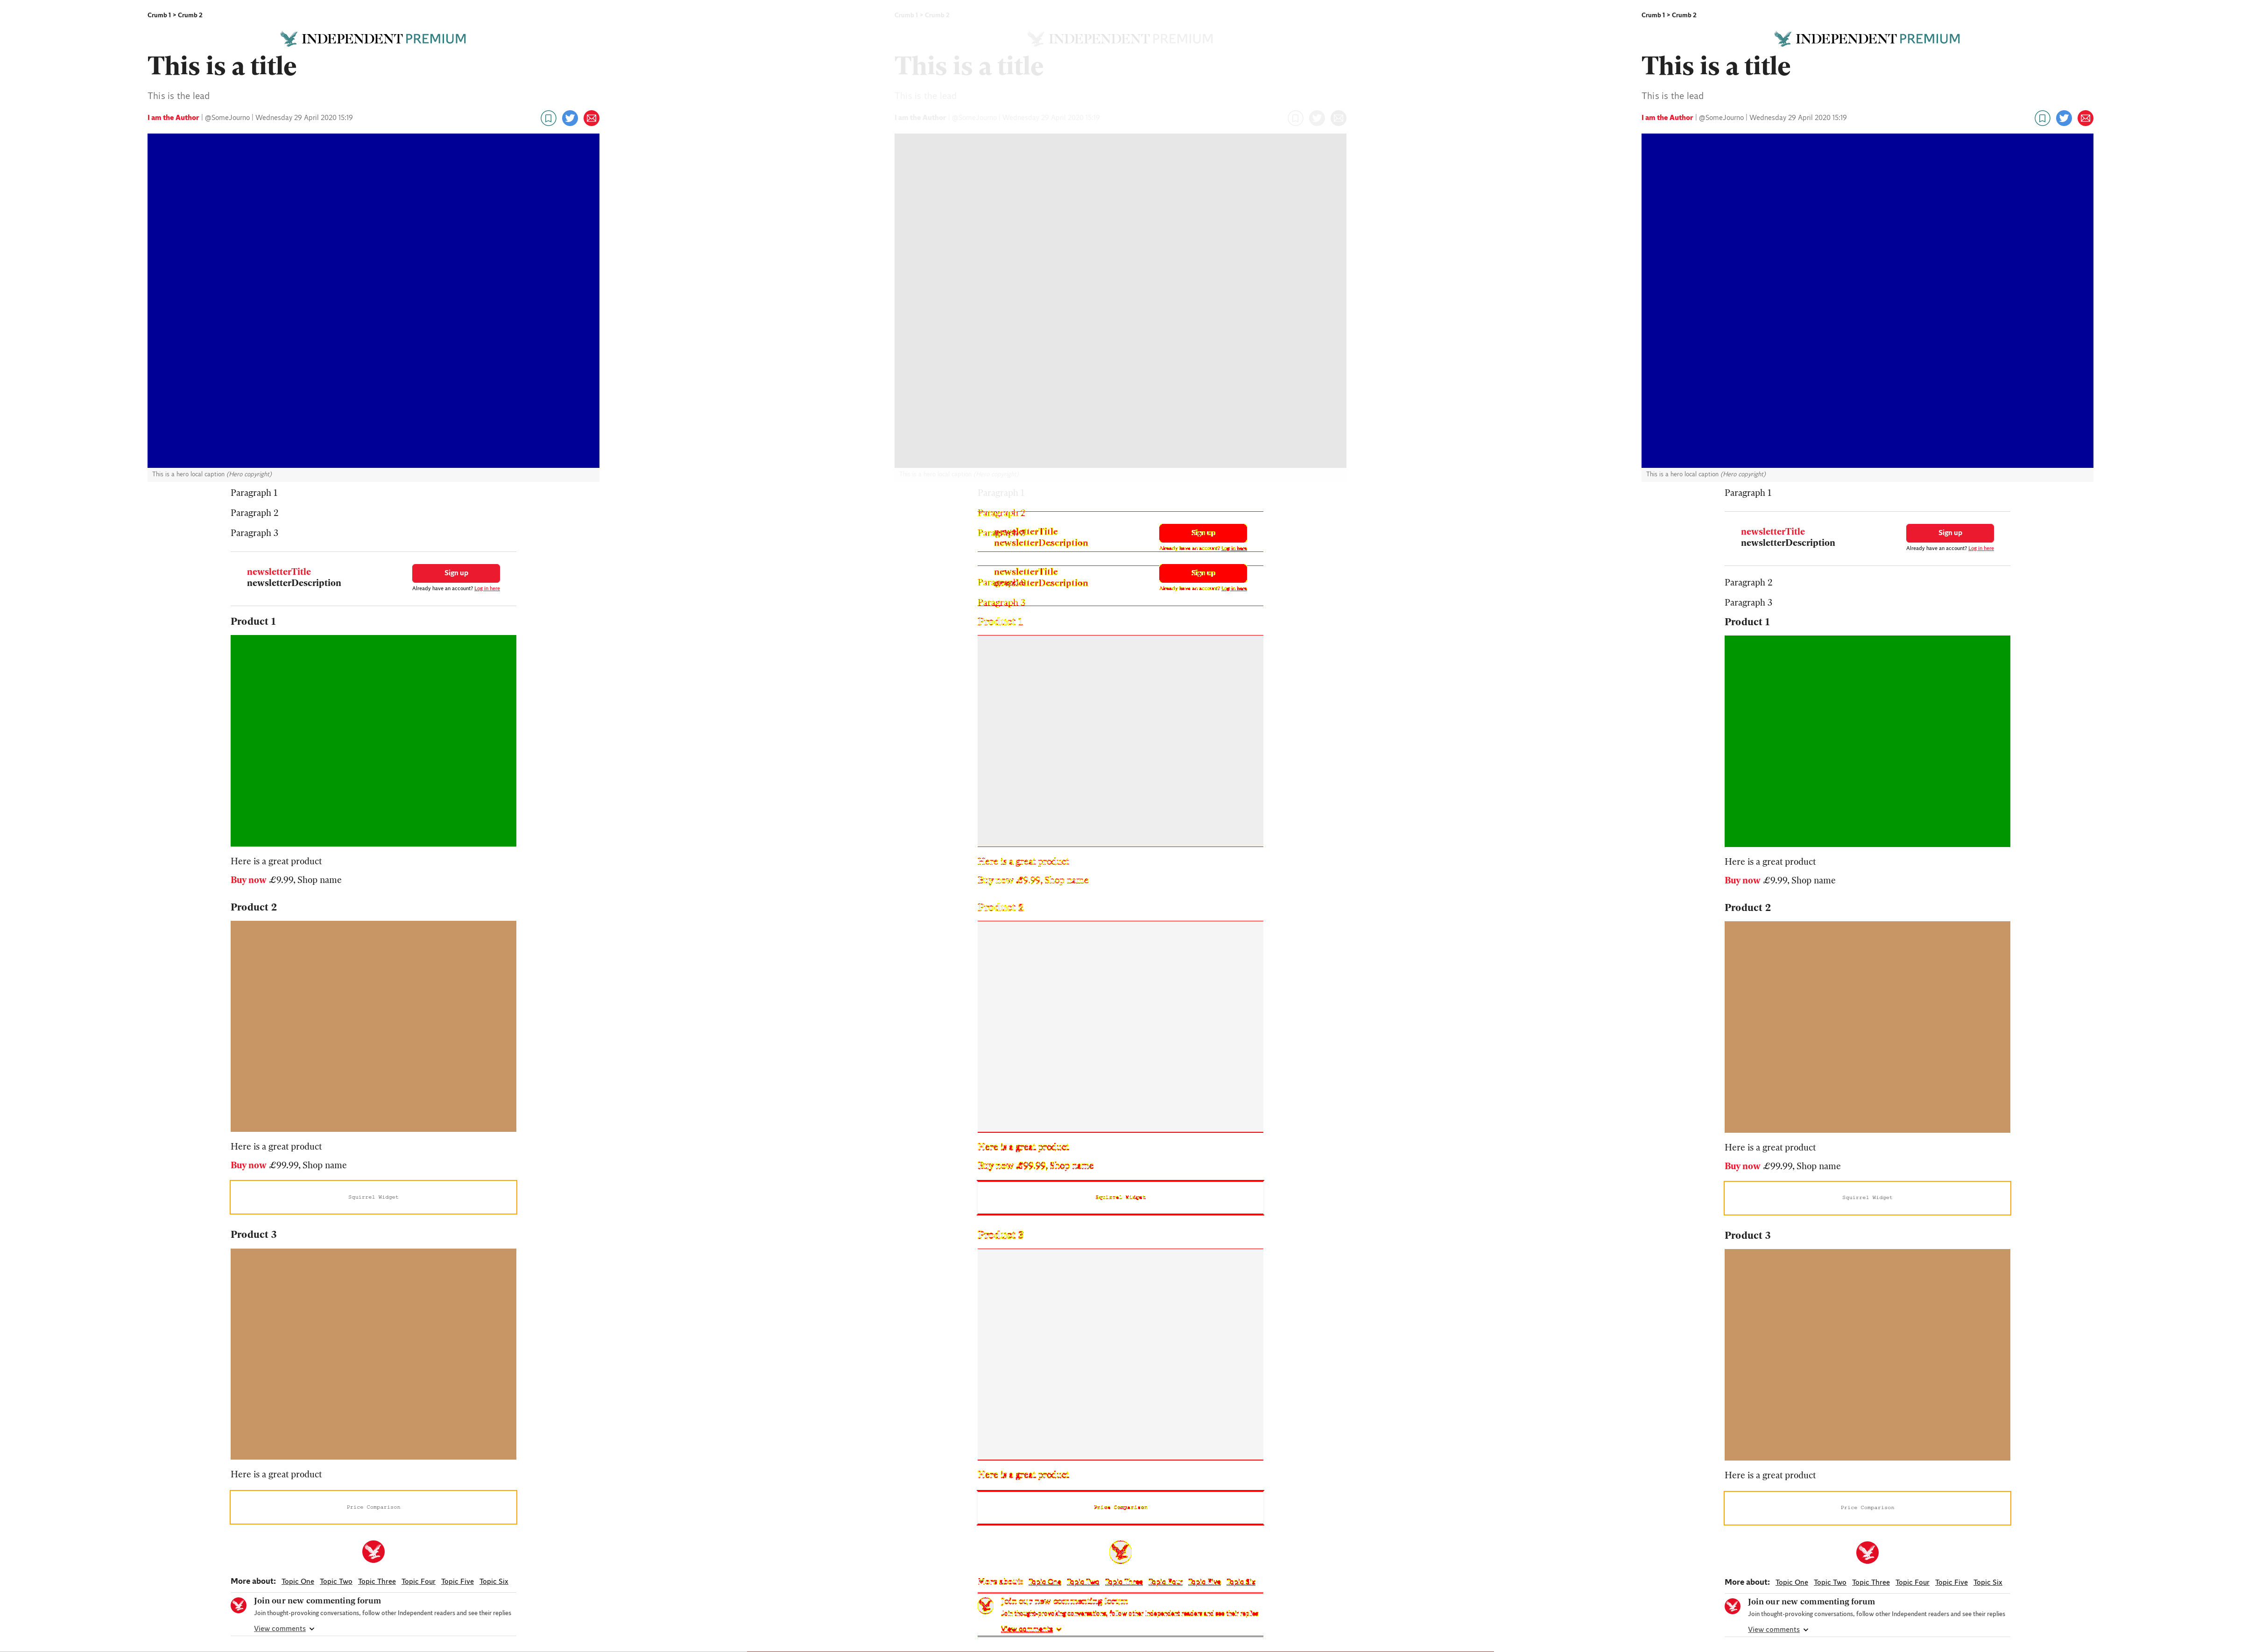 Crumb 1 > Crumb 2
INDEPENDENT PREMIUM
This is a title
This is the lead
I am the Author | @SomeJourno | Wednesday 29 April 2020 15:19
This is a hero local caption (Hero copyright)
Paragraph 1
Paragraph 2
Paragraph 3
newsletterTitle
newsletterDescription
Sign up
Already have an account? Log in here
Product 1
Here is a great product
Buy now £9.99, Shop name
Product 2
Here is a great product
Buy now £99.99, Shop name
Squirrel Widget
Product 3
Here is a great product
Price Comparison
More about: Topic One Topic Two Topic Three Topic Four Topic Five Topic Six
Join our new commenting forum
Join thought-provoking conversations, follow other Independent readers and see their replies
View comments
Crumb 1 > Crumb 2
INDEPENDENT PREMIUM
This is a title
This is the lead
I am the Author | @SomeJourno | Wednesday 29 April 2020 15:19
This is a hero local caption (Hero copyright)
Paragraph 1
Paragraph 2
Paragraph 3
newsletterTitle
newsletterDescription
Sign up
Already have an account? Log in here
newsletterTitle
newsletterDescription
Sign up
Already have an account? Log in here
Paragraph 2
Paragraph 3
Product 1
Here is a great product
Buy now £9.99, Shop name
Product 2
Here is a great product
Buy now £99.99, Shop name
Squirrel Widget
Product 3
Here is a great product
Price Comparison
More about: Topic One Topic Two Topic Three Topic Four Topic Five Topic Six
Join our new commenting forum
Join thought-provoking conversations, follow other Independent readers and see their replies
View comments
Crumb 1 > Crumb 2
INDEPENDENT PREMIUM
This is a title
This is the lead
I am the Author | @SomeJourno | Wednesday 29 April 2020 15:19
This is a hero local caption (Hero copyright)
Paragraph 1
newsletterTitle
newsletterDescription
Sign up
Already have an account? Log in here
Paragraph 2
Paragraph 3
Product 1
Here is a great product
Buy now £9.99, Shop name
Product 2
Here is a great product
Buy now £99.99, Shop name
Squirrel Widget
Product 3
Here is a great product
Price Comparison
More about: Topic One Topic Two Topic Three Topic Four Topic Five Topic Six
Join our new commenting forum
Join thought-provoking conversations, follow other Independent readers and see their replies
View comments